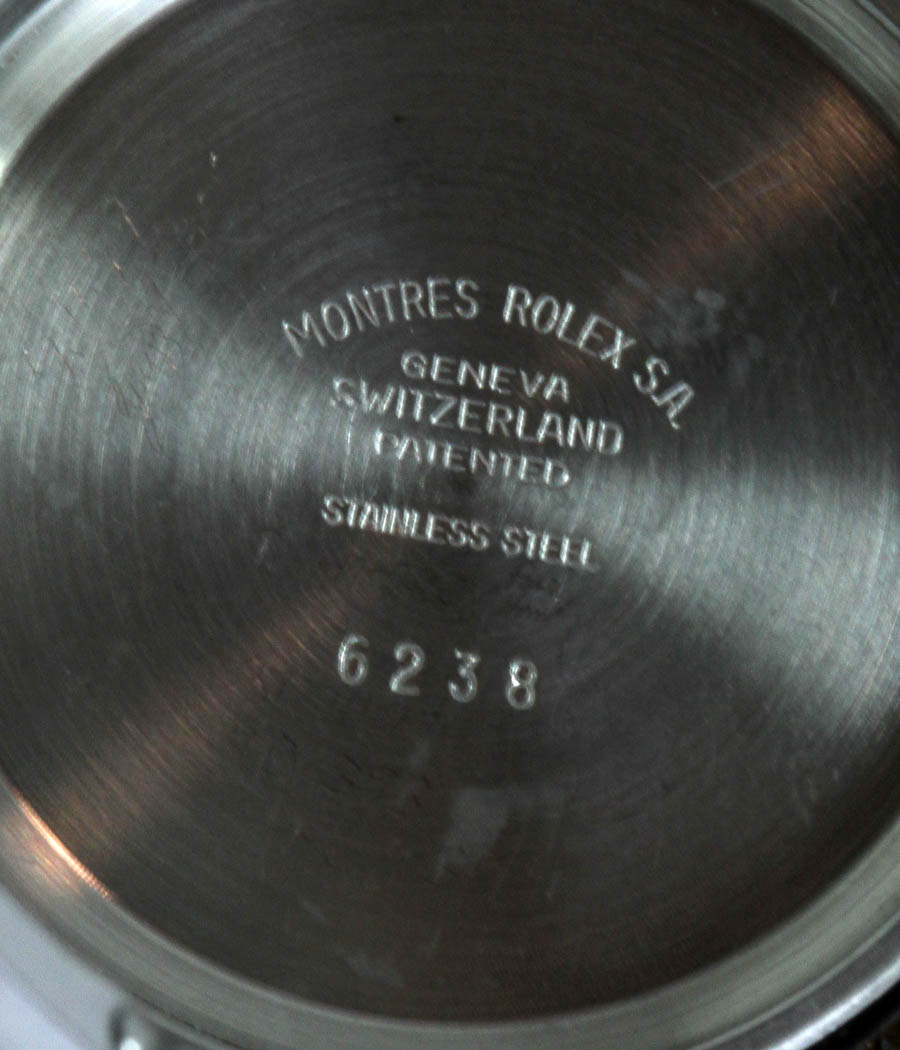 MONTRES ROLEX S.A.
GENEVA
SWITZERLAND
PATENTED
STAINLESS STEEL
6238